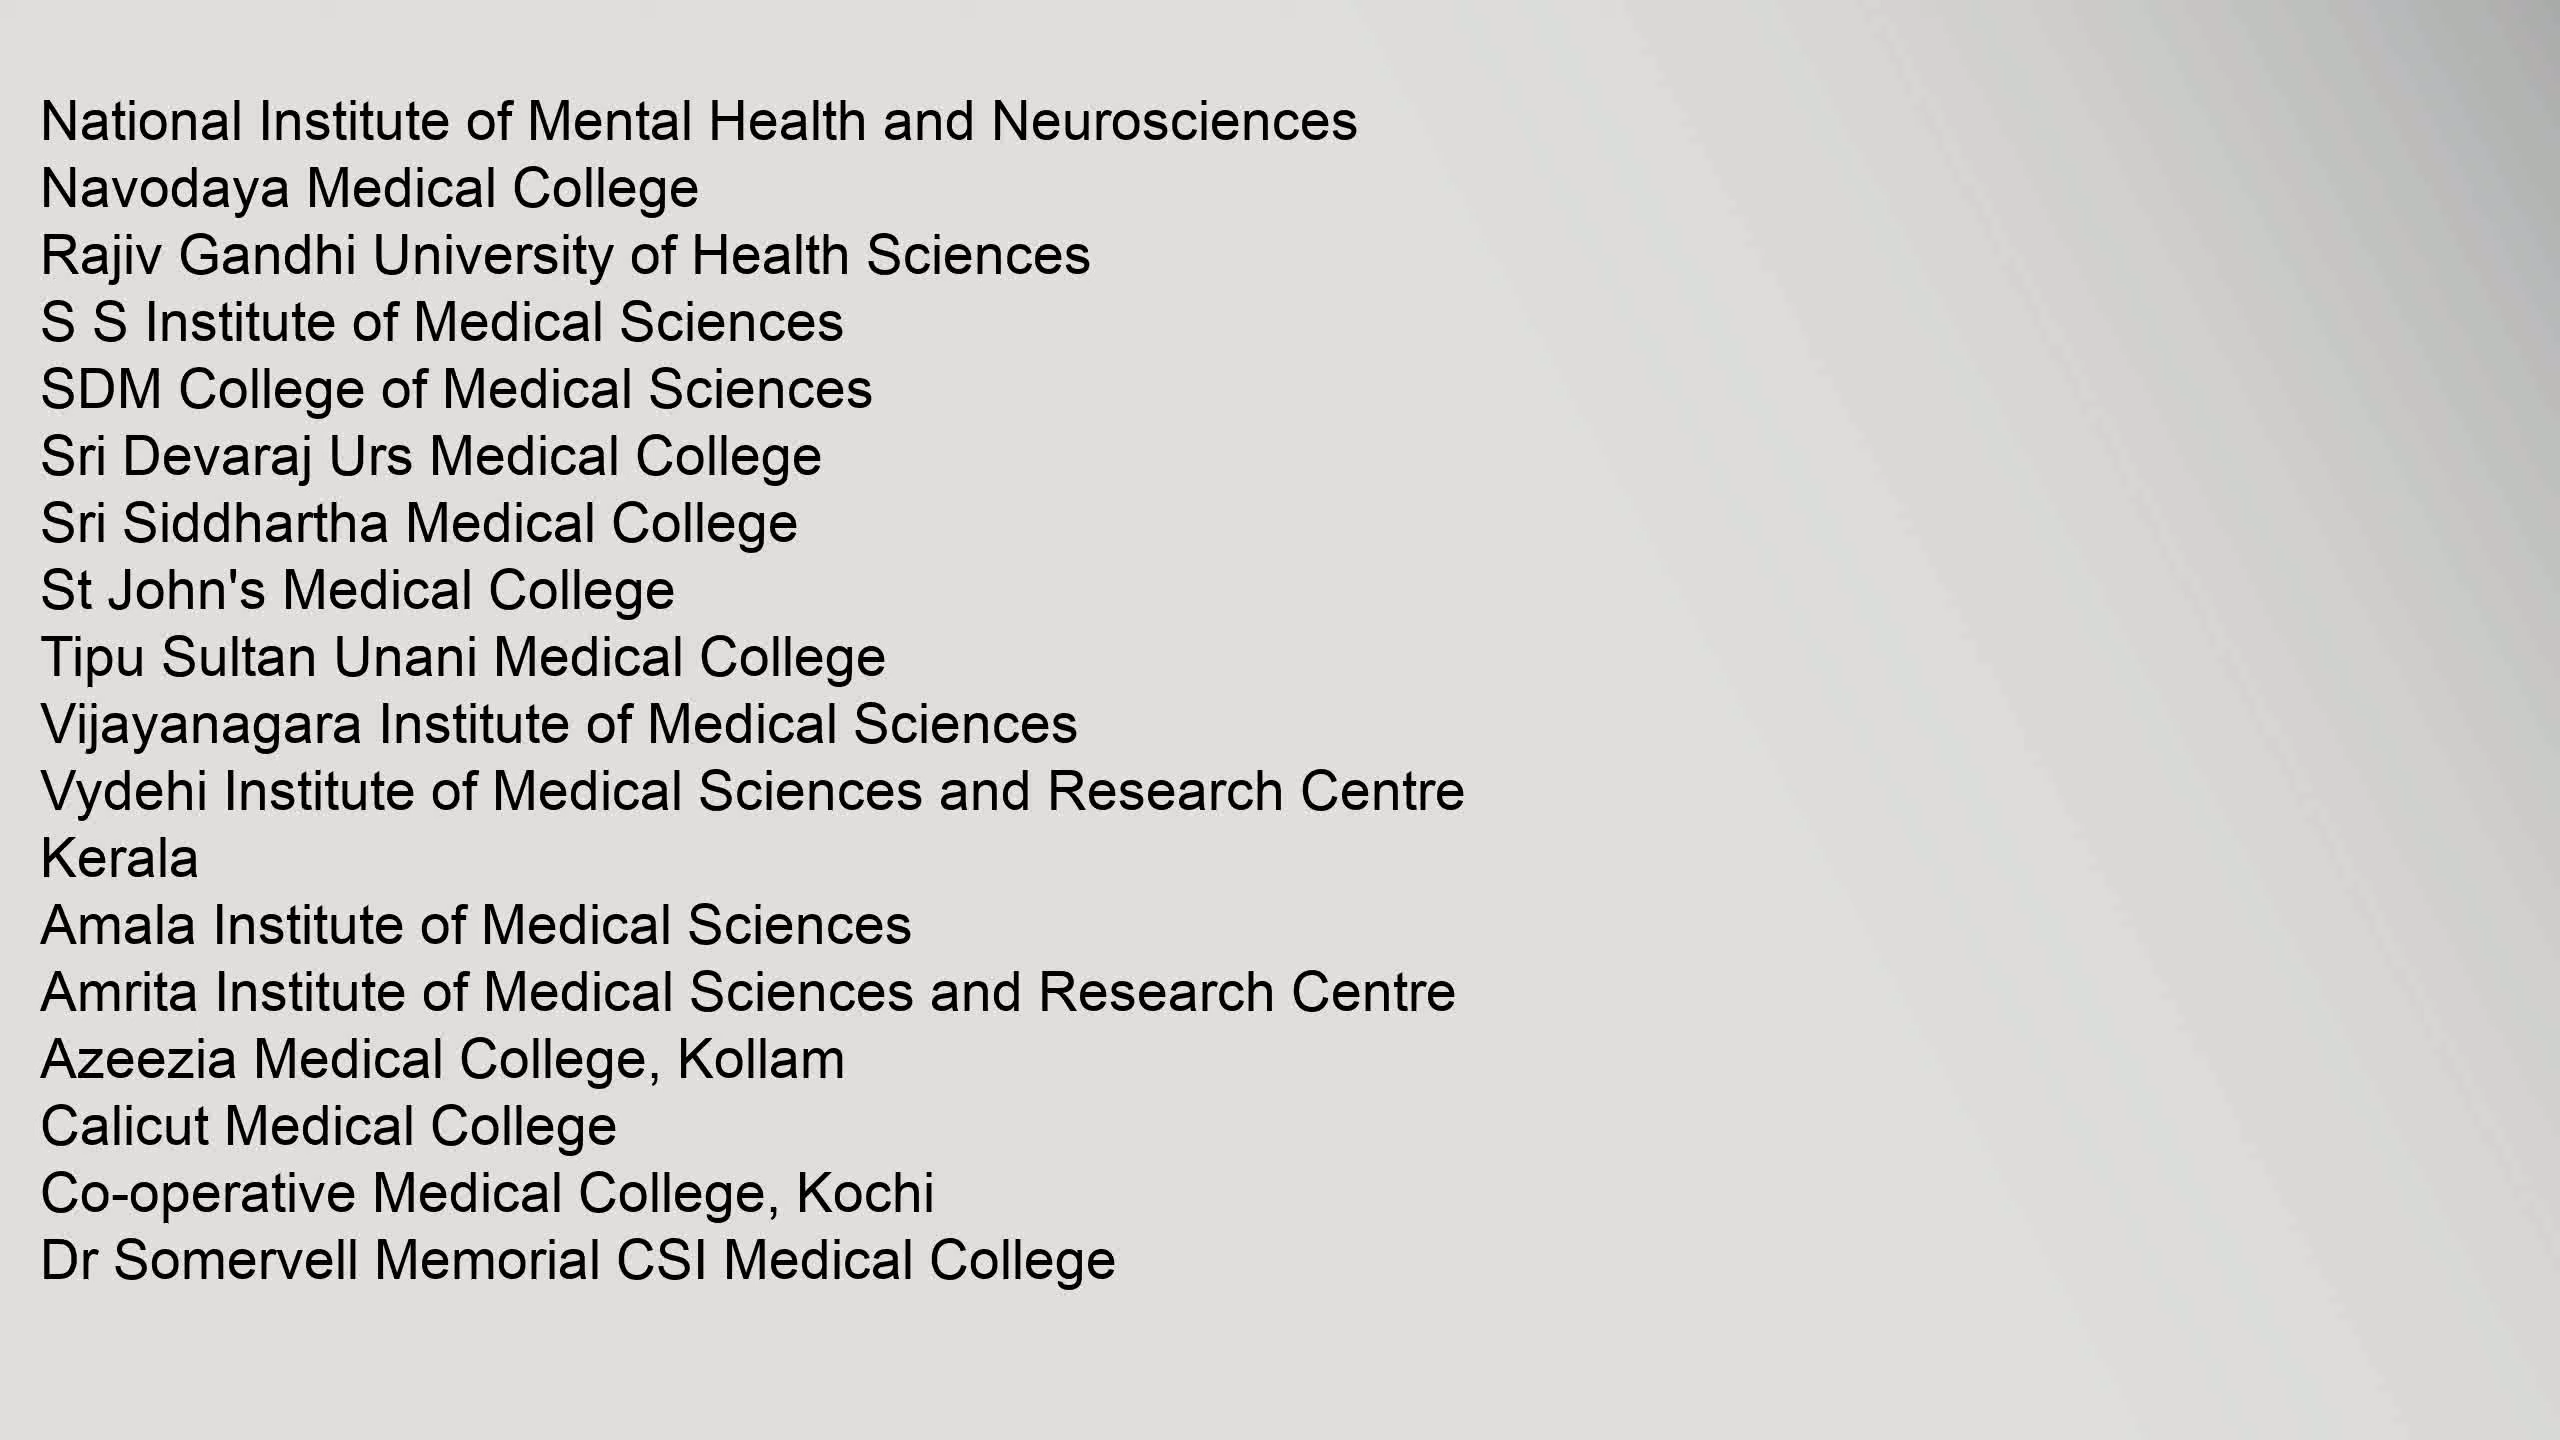 National Institute of Mental Health and Neurosciences
Navodaya Medical College
Rajiv Gandhi University of Health Sciences
S S Institute of Medical Sciences
SDM College of Medical Sciences
Sri Devaraj Urs Medical College
Sri Siddhartha Medical College
St John's Medical College
Tipu Sultan Unani Medical College
Vijayanagara Institute of Medical Sciences
Vydehi Institute of Medical Sciences and Research Centre
Kerala
Amala Institute of Medical Sciences
Amrita Institute of Medical Sciences and Research Centre
Azeezia Medical College, Kollam
Calicut Medical College
Co-operative Medical College, Kochi
Dr Somervell Memorial CSI Medical College